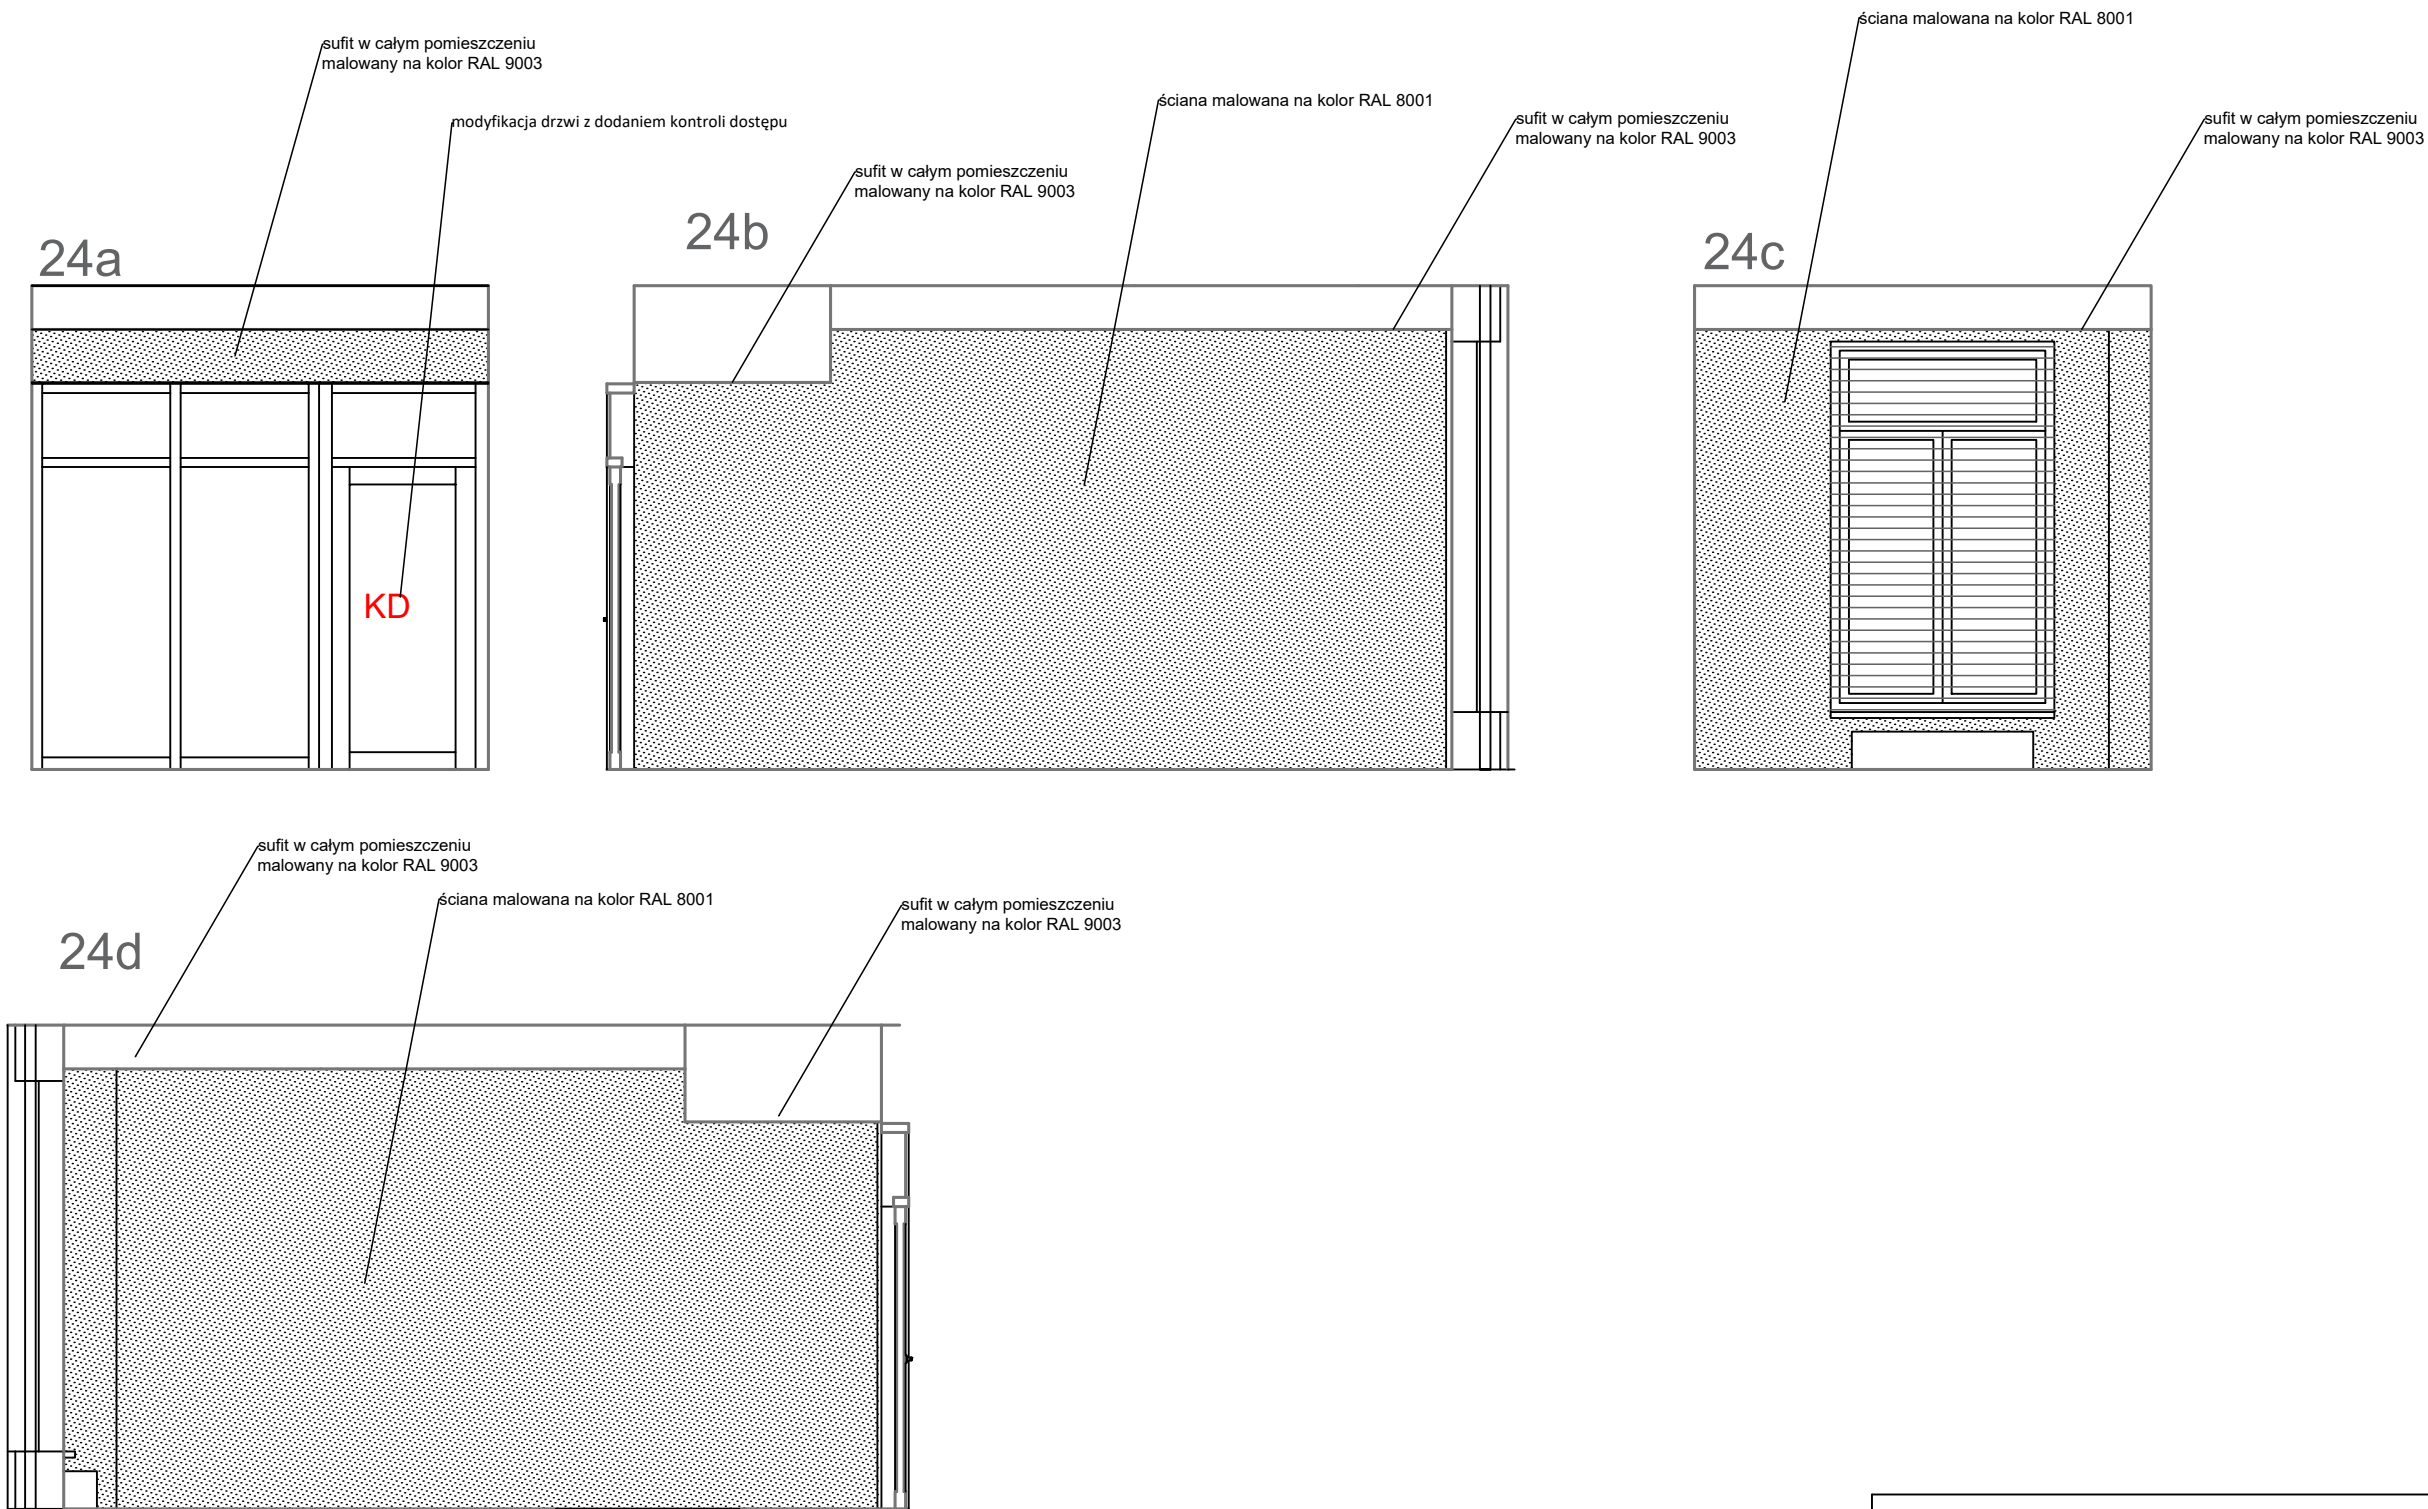 ściana malowana na kolor RAL 8001
sufit w całym pomieszczeniu
malowany na kolor RAL 9003
modyfikacja drzwi z dodaniem kontroli dostępu
ściana malowana na kolor RAL 8001
sufit w całym pomieszczeniu
malowany na kolor RAL 9003
sufit w całym pomieszczeniu
malowany na kolor RAL 9003
sufit w całym pomieszczeniu
malowany na kolor RAL 9003
24a
24b
24c
KD
sufit w całym pomieszczeniu
malowany na kolor RAL 9003
ściana malowana na kolor RAL 8001
sufit w całym pomieszczeniu
malowany na kolor RAL 9003
24d